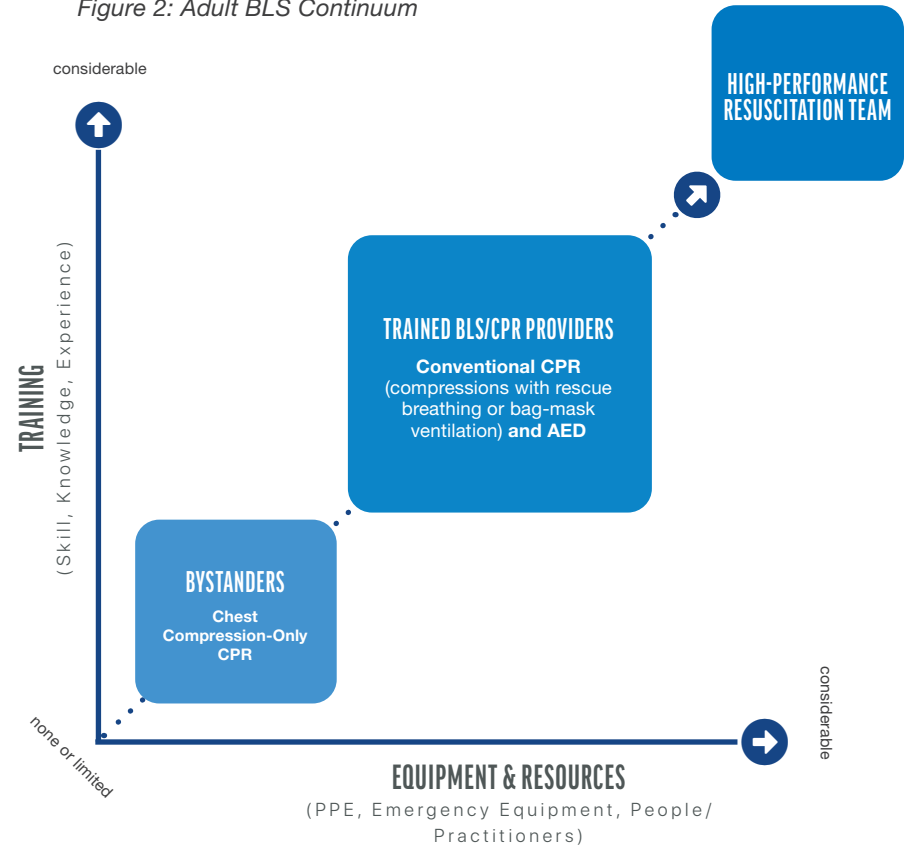 Figure 2: Adult BLS Continuum
considerable
HIGH-PERFORMANCE
RESUSCITATION TEAM
TRAINING
(Skill, Knowledge, Experience)
TRAINED BLS/CPR PROVIDERS
Conventional CPR
(compressions with rescue
breathing or bag-mask
ventilation) and AED
BYSTANDERS
Chest
Compression-Only
CPR
none or limited
considerable
EQUIPMENT & RESOURCES
(PPE, Emergency Equipment, People/
Practitioners)